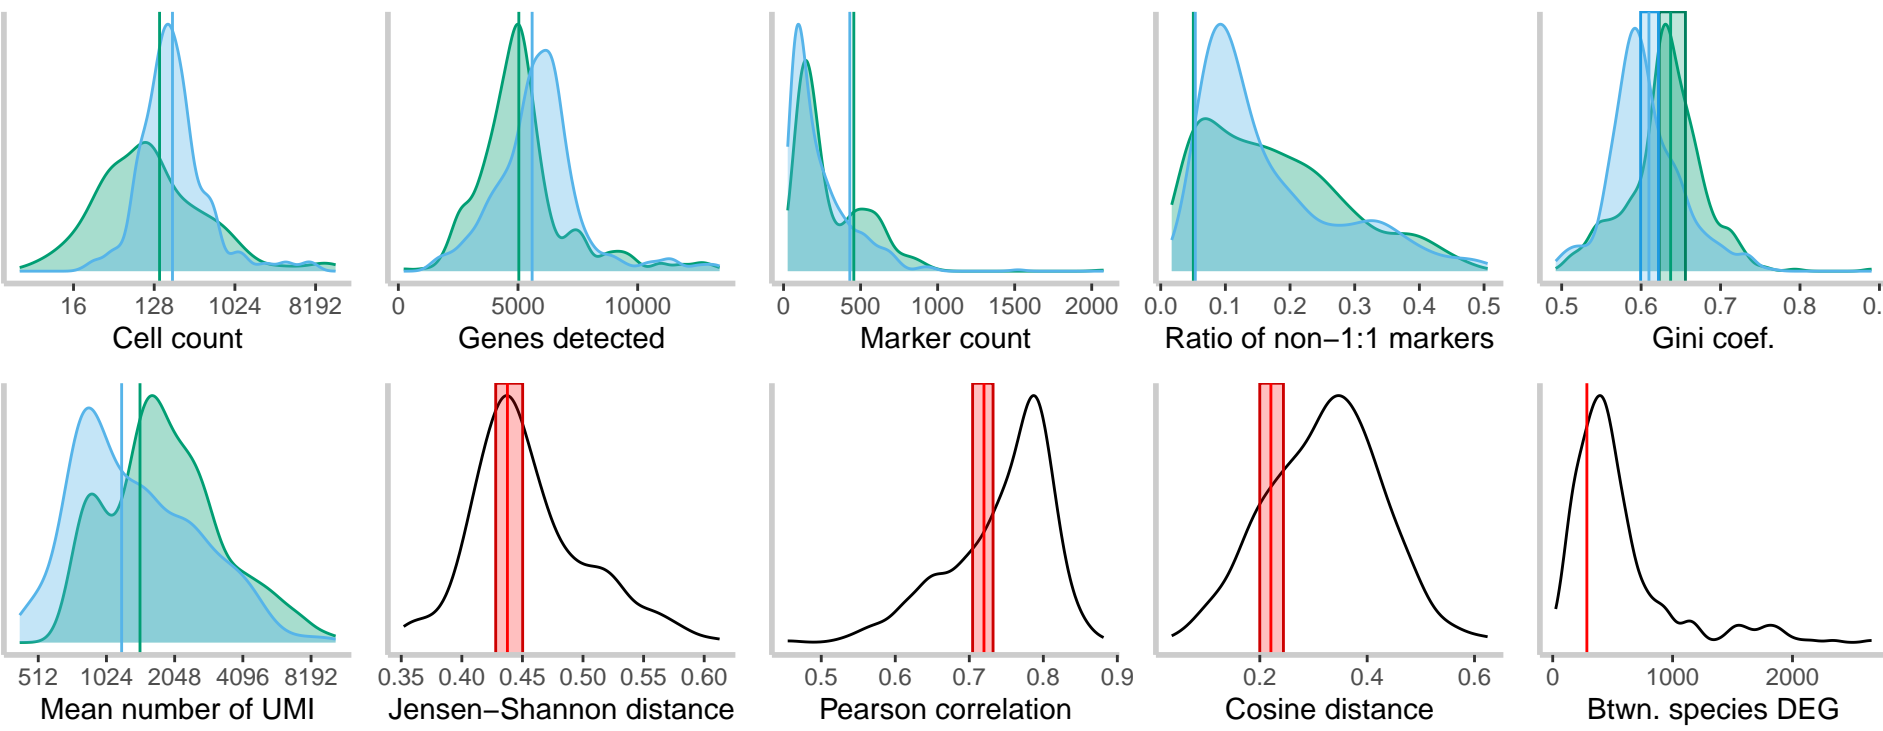 16 128 1024 8192
Cell count
0 5000 10000
Genes detected
0 500 1000 1500 2000
Marker count
0.0 0.1 0.2 0.3 0.4 0.5
Ratio of non−1:1 markers
0.5 0.6 0.7 0.8 0.
Gini coef.
512 1024 2048 4096 8192
Mean number of UMI
0.35 0.40 0.45 0.50 0.55 0.60
Jensen−Shannon distance
0.5 0.6 0.7 0.8 0.9
Pearson correlation
0.2 0.4 0.6
Cosine distance
0 1000 2000
Btwn. species DEG